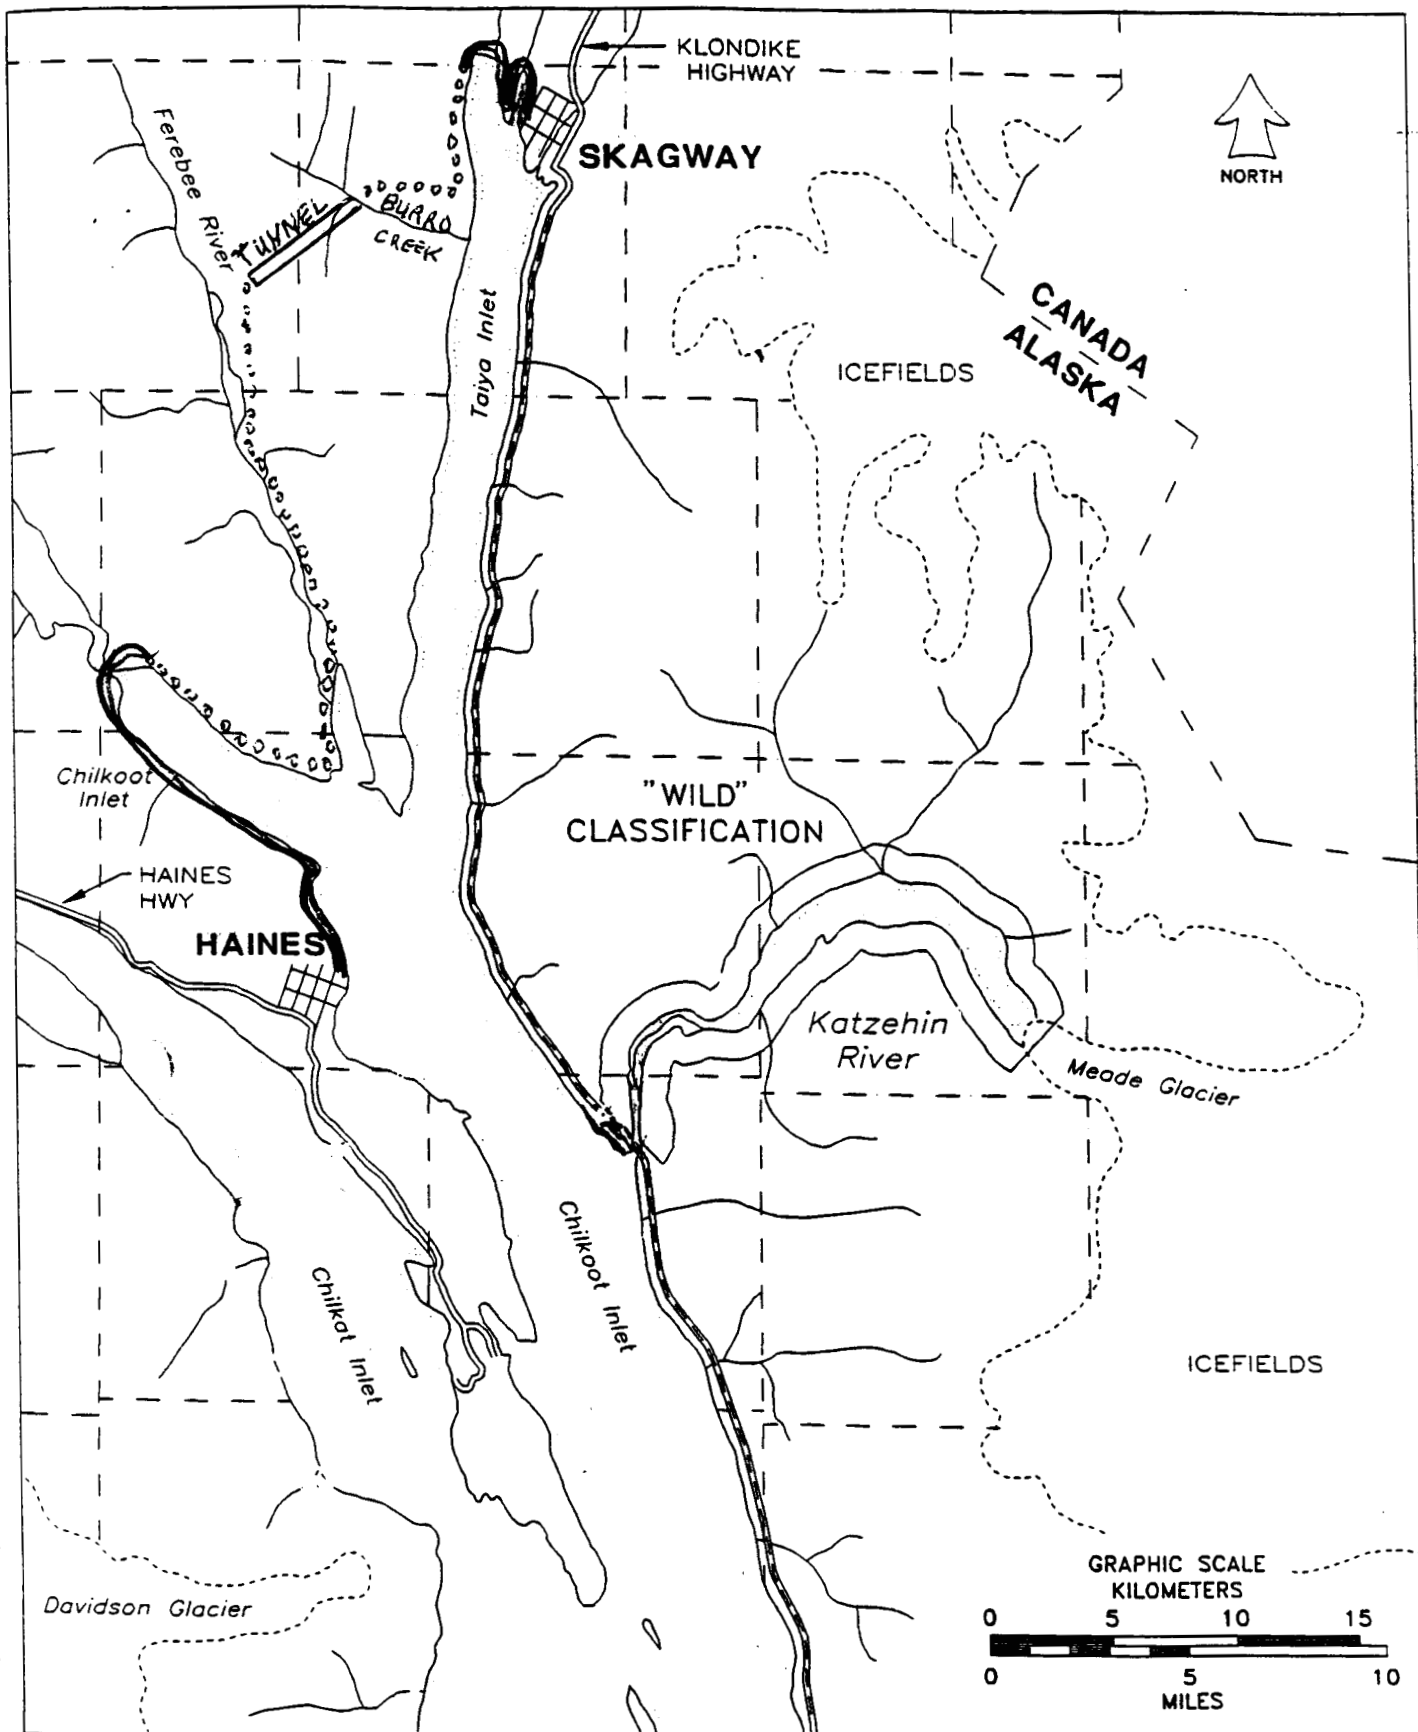 KLONDIKE
HIGHWAY
SKAGWAY
NORTH
Ferebee River
TUNNEL
BURRO
CREEK
Taiya Inlet
CANADA
ALASKA
ICEFIELDS
Chilkoot
Inlet
"WILD"
CLASSIFICATION
HAINES
HWY
HAINES
Katzehin
River
Meade Glacier
Chilkoot Inlet
Chilkat Inlet
ICEFIELDS
Davidson Glacier
GRAPHIC SCALE
KILOMETERS
0 5 10 15
0 5 10
MILES